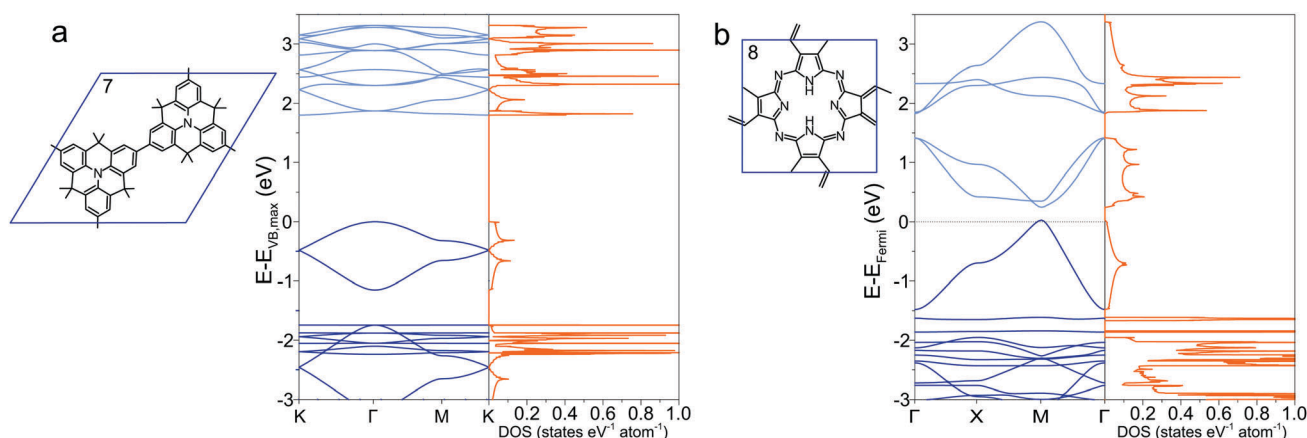 a
7
N
N
E-E_VB,max (eV)
3
2
1
0
-1
-2
-3
K Γ M K
0.2 0.4 0.6 0.8 1.0
DOS (states eV⁻¹ atom⁻¹)
b
8
N
N
NH
N
N
N
H
N
N
E-E_Fermi (eV)
3
2
1
0
-1
-2
-3
Γ X M Γ
0.2 0.4 0.6 0.8 1.0
DOS (states eV⁻¹ atom⁻¹)